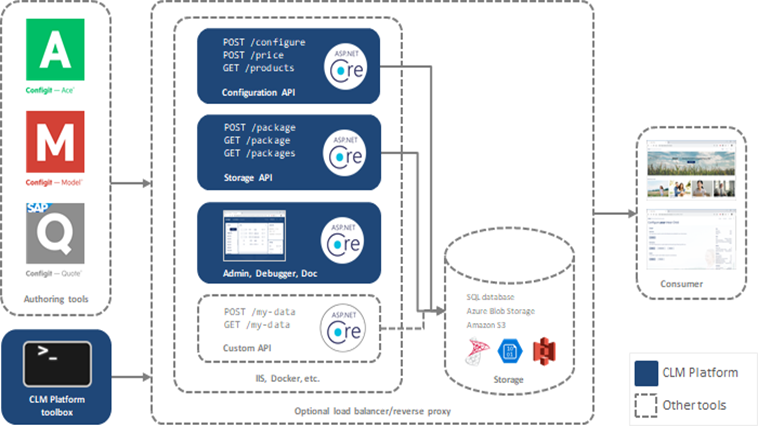 A
Configit — Ace®
M
Configit — Model®
SAP
Q
Configit — Quote®
Authoring tools
>_
CLM Platform
toolbox
POST /configure
POST /price
GET /products
Configuration API
ASP.NET
Core
POST /package
GET /package
GET /packages
Storage API
ASP.NET
Core
Admin, Debugger, Doc
ASP.NET
Core
POST /my-data
GET /my-data
Custom API
ASP.NET
Core
IIS, Docker, etc.
Optional load balancer/reverse proxy
SQL database
Azure Blob Storage
Amazon S3
Storage
Consumer
CLM Platform
Other tools